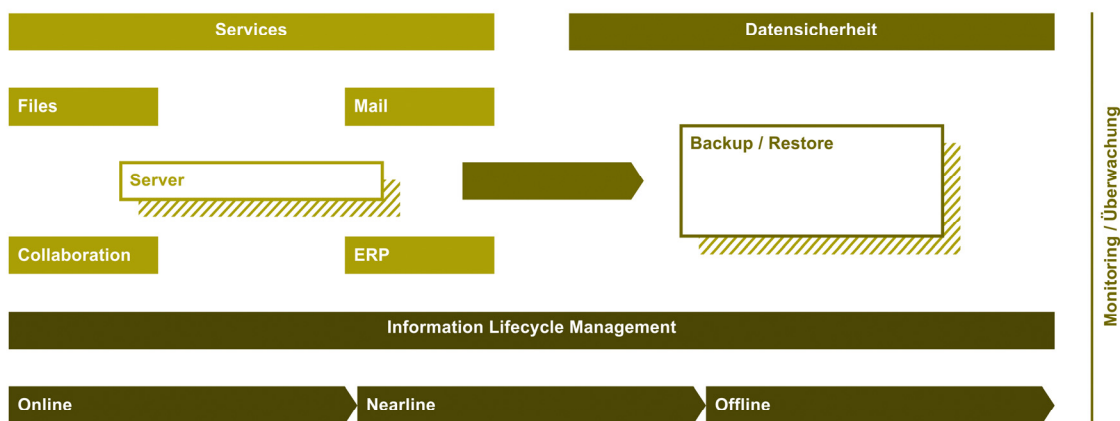 Services
Datensicherheit
Files
Mail
Backup / Restore
Server
Collaboration
ERP
Information Lifecycle Management
Online
Nearline
Offline
Monitoring / Überwachung